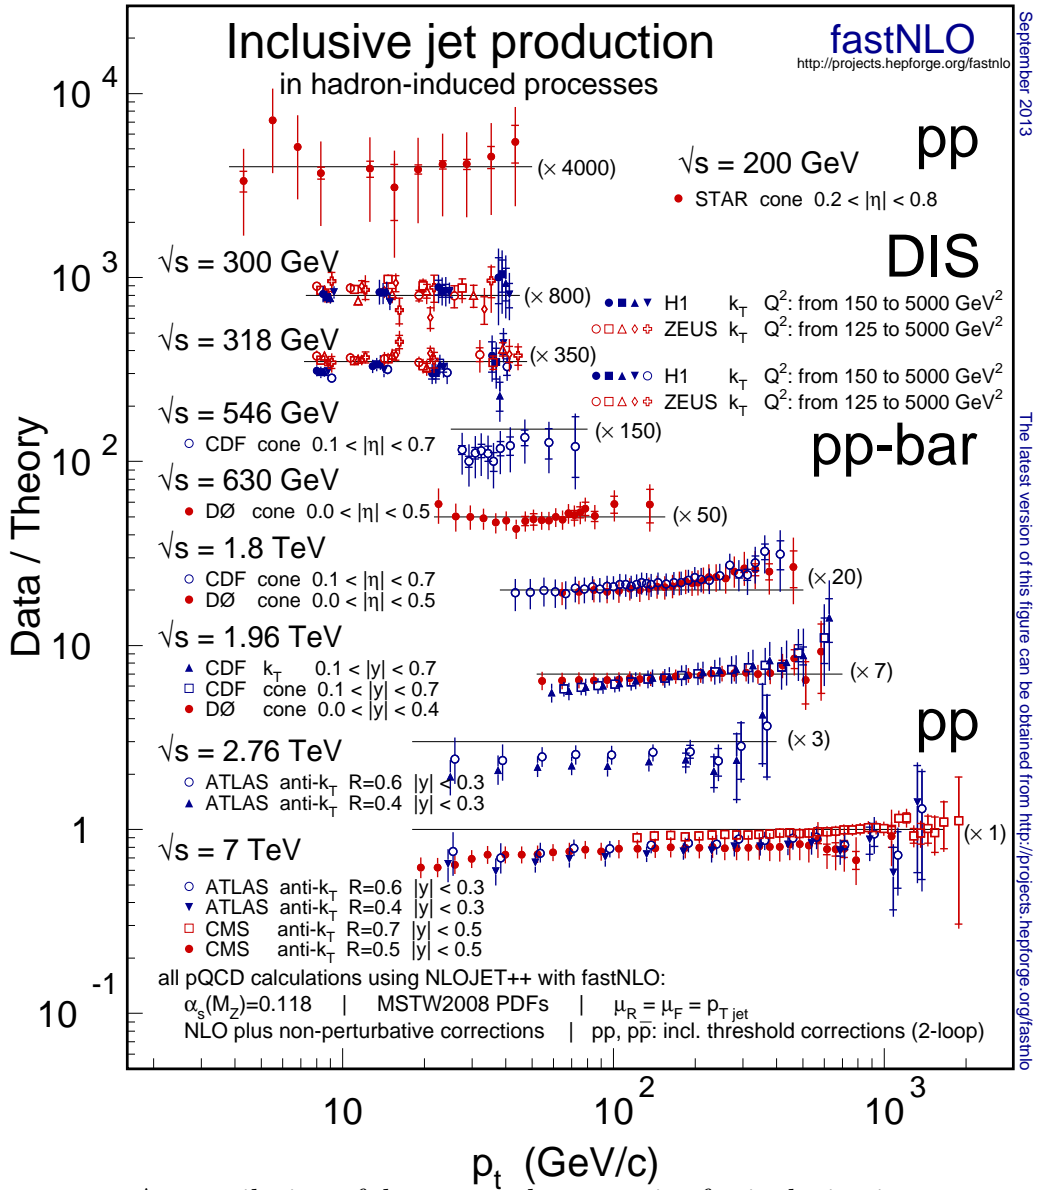 Inclusive jet production
in hadron-induced processes
fastNLO
http://projects.hepforge.org/fastnlo
September 2013
10^4
pp
√s = 200 GeV
(× 4000)
STAR cone 0.2 < |η| < 0.8
DIS
√s = 300 GeV
10^3
(× 800)
H1 k_T Q²: from 150 to 5000 GeV²
ZEUS k_T Q²: from 125 to 5000 GeV²
√s = 318 GeV
(× 350)
H1 k_T Q²: from 150 to 5000 GeV²
ZEUS k_T Q²: from 125 to 5000 GeV²
√s = 546 GeV
(× 150)
CDF cone 0.1 < |η| < 0.7
pp-bar
10^2
√s = 630 GeV
DØ cone 0.0 < |η| < 0.5
(× 50)
√s = 1.8 TeV
CDF cone 0.1 < |η| < 0.7
DØ cone 0.0 < |η| < 0.5
(× 20)
√s = 1.96 TeV
10
CDF k_T 0.1 < |y| < 0.7
CDF cone 0.1 < |y| < 0.7
DØ cone 0.0 < |y| < 0.4
(× 7)
pp
√s = 2.76 TeV
(× 3)
ATLAS anti-k_T R=0.6 |y| < 0.3
ATLAS anti-k_T R=0.4 |y| < 0.3
1
(× 1)
√s = 7 TeV
ATLAS anti-k_T R=0.6 |y| < 0.3
ATLAS anti-k_T R=0.4 |y| < 0.3
CMS anti-k_T R=0.7 |y| < 0.5
CMS anti-k_T R=0.5 |y| < 0.5
all pQCD calculations using NLOJET++ with fastNLO:
α_s(M_Z)=0.118 | MSTW2008 PDFs | μ_R = μ_F = p_T jet
10^-1
NLO plus non-perturbative corrections | pp, pp̅: incl. threshold corrections (2-loop)
Data / Theory
The latest version of this figure can be obtained from http://projects.hepforge.org/fastnlo
10 10^2 10^3
p_t (GeV/c)